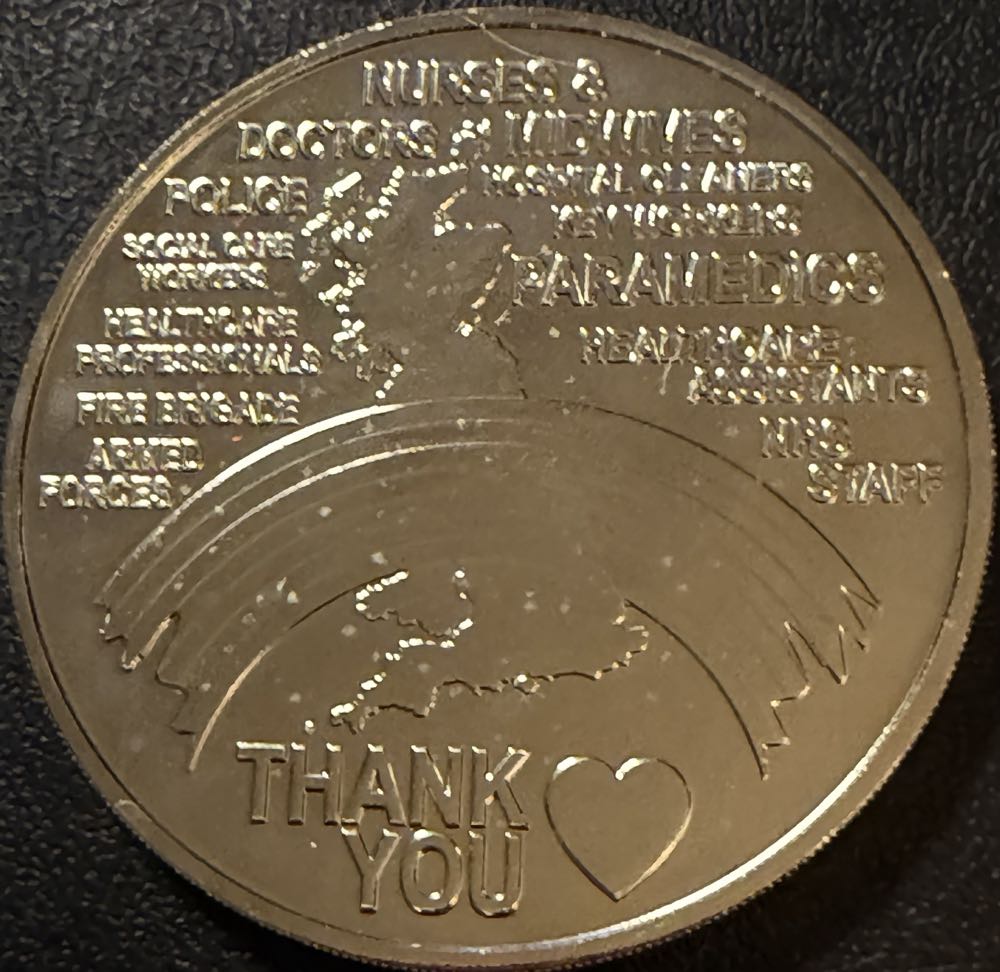 NURSES &
DOCTORS & MIDWIVES
POLICE
HOSPITAL CLEANERS
KEY WORKERS
SOCIAL CARE
WORKERS
PARAMEDICS
HEALTHCARE
PROFESSIONALS
HEALTHCARE
ASSISTANTS
FIRE BRIGADE
NHS
STAFF
ARMED
FORCES
THANK
YOU